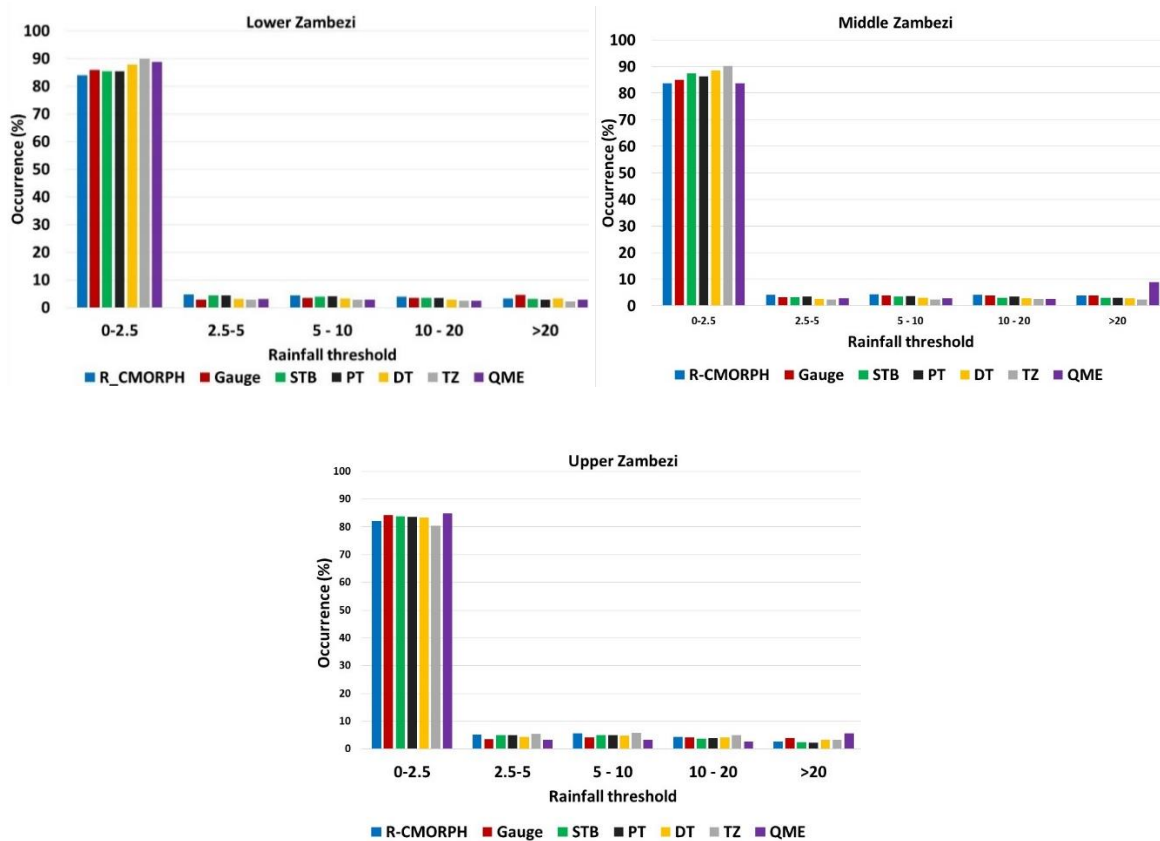 Lower Zambezi
100
90
80
70
60
50
40
30
20
10
0
Occurrence (%)
0-2.5 2.5-5 5 - 10 10 - 20 >20
Rainfall threshold
R_CMORPH Gauge STB PT DT TZ QME
Middle Zambezi
100
90
80
70
60
50
40
30
20
10
0
Occurrence (%)
0-2.5 2.5-5 5 - 10 10 - 20 >20
Rainfall threshold
R-CMORPH Gauge STB PT DT TZ QME
Upper Zambezi
100
90
80
70
60
50
40
30
20
10
0
Occurrence (%)
0-2.5 2.5-5 5 - 10 10 - 20 >20
Rainfall threshold
R-CMORPH Gauge STB PT DT TZ QME